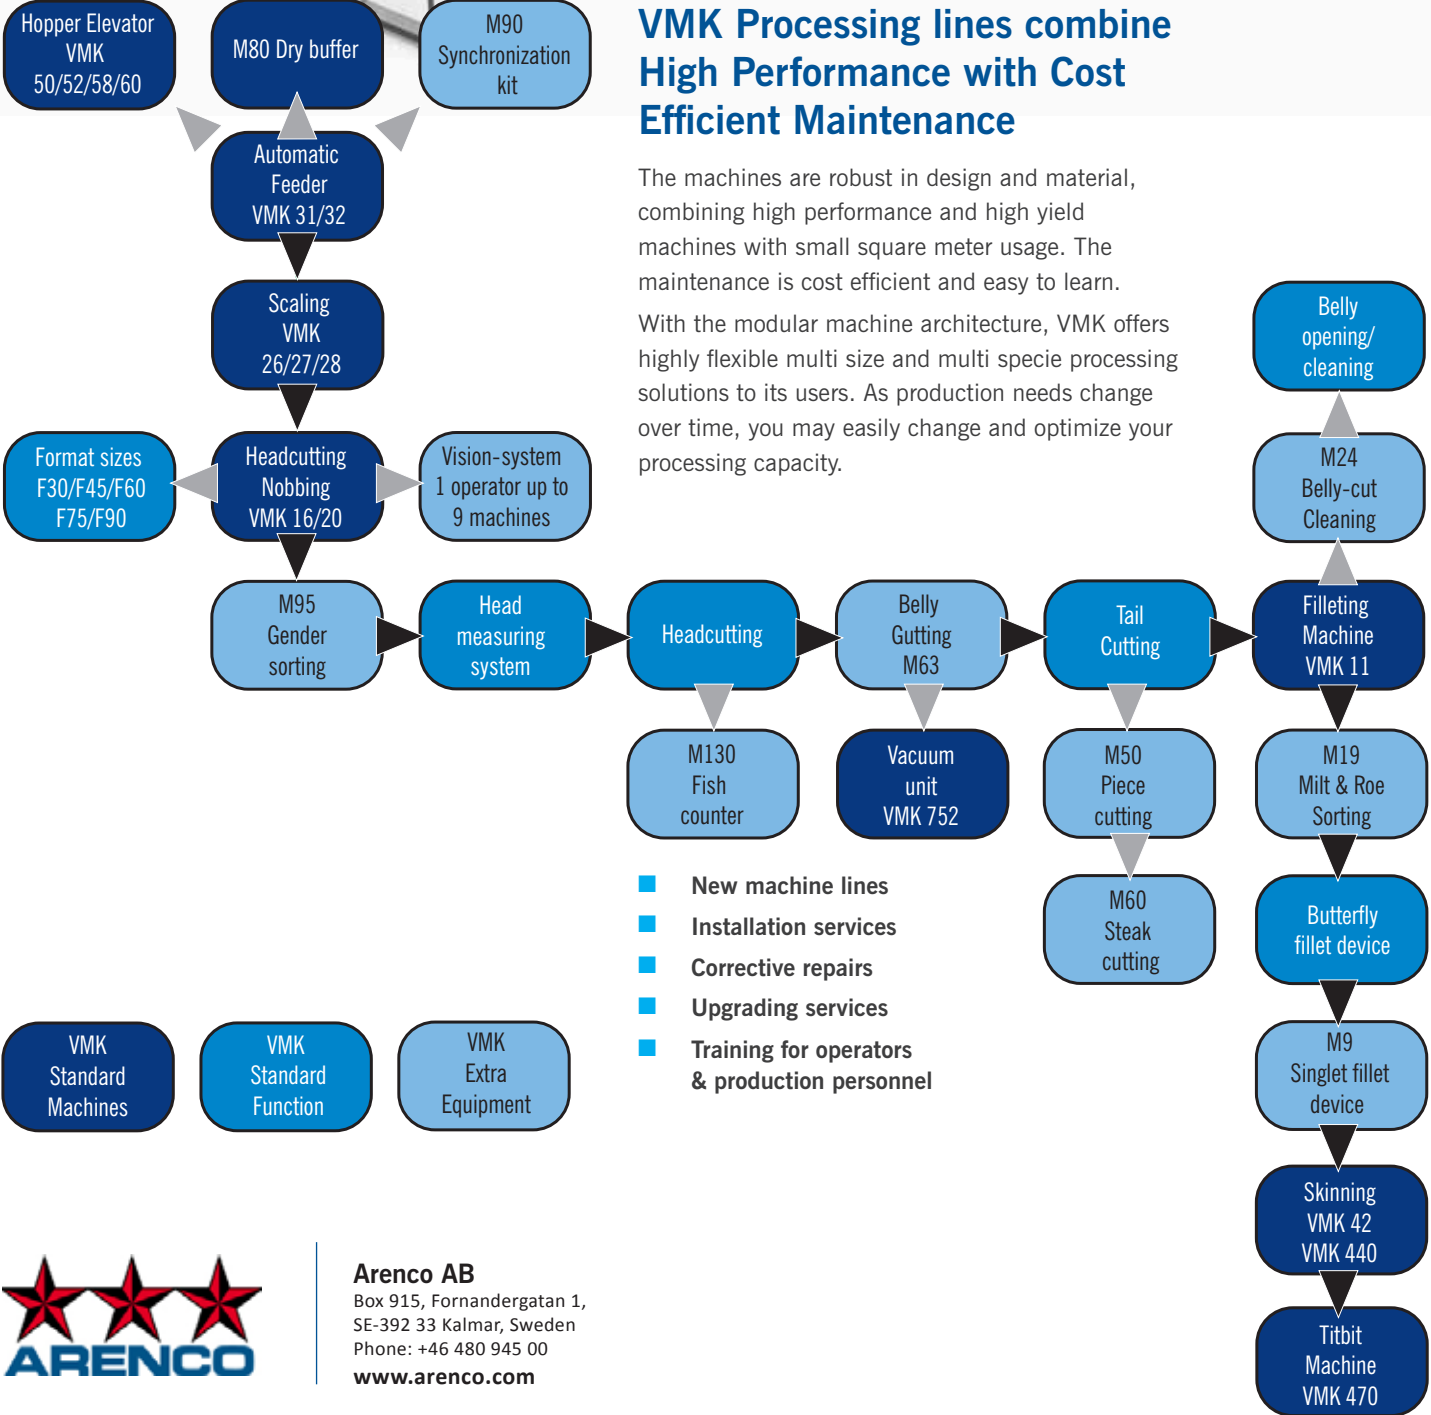 Hopper Elevator
VMK
50/52/58/60
M80 Dry buffer
M90
Synchronization
kit
VMK Processing lines combine
High Performance with Cost
Efficient Maintenance
Automatic
Feeder
VMK 31/32
The machines are robust in design and material,
combining high performance and high yield
machines with small square meter usage. The
maintenance is cost efficient and easy to learn.
With the modular machine architecture, VMK offers
highly flexible multi size and multi specie processing
solutions to its users. As production needs change
over time, you may easily change and optimize your
processing capacity.
Scaling
VMK
26/27/28
Format sizes
F30/F45/F60
F75/F90
Headcutting
Nobbing
VMK 16/20
Vision-system
1 operator up to
9 machines
Belly
opening/
cleaning
M24
Belly-cut
Cleaning
M95
Gender
sorting
Head
measuring
system
Headcutting
Belly
Gutting
M63
Tail
Cutting
Filleting
Machine
VMK 11
M130
Fish
counter
Vacuum
unit
VMK 752
M50
Piece
cutting
M19
Milt & Roe
Sorting
M60
Steak
cutting
Butterfly
fillet device
New machine lines
Installation services
Corrective repairs
Upgrading services
Training for operators
& production personnel
M9
Singlet fillet
device
VMK
Standard
Machines
VMK
Standard
Function
VMK
Extra
Equipment
Skinning
VMK 42
VMK 440
Titbit
Machine
VMK 470
ARENCO
Arenco AB
Box 915, Fornandergatan 1,
SE-392 33 Kalmar, Sweden
Phone: +46 480 945 00
www.arenco.com